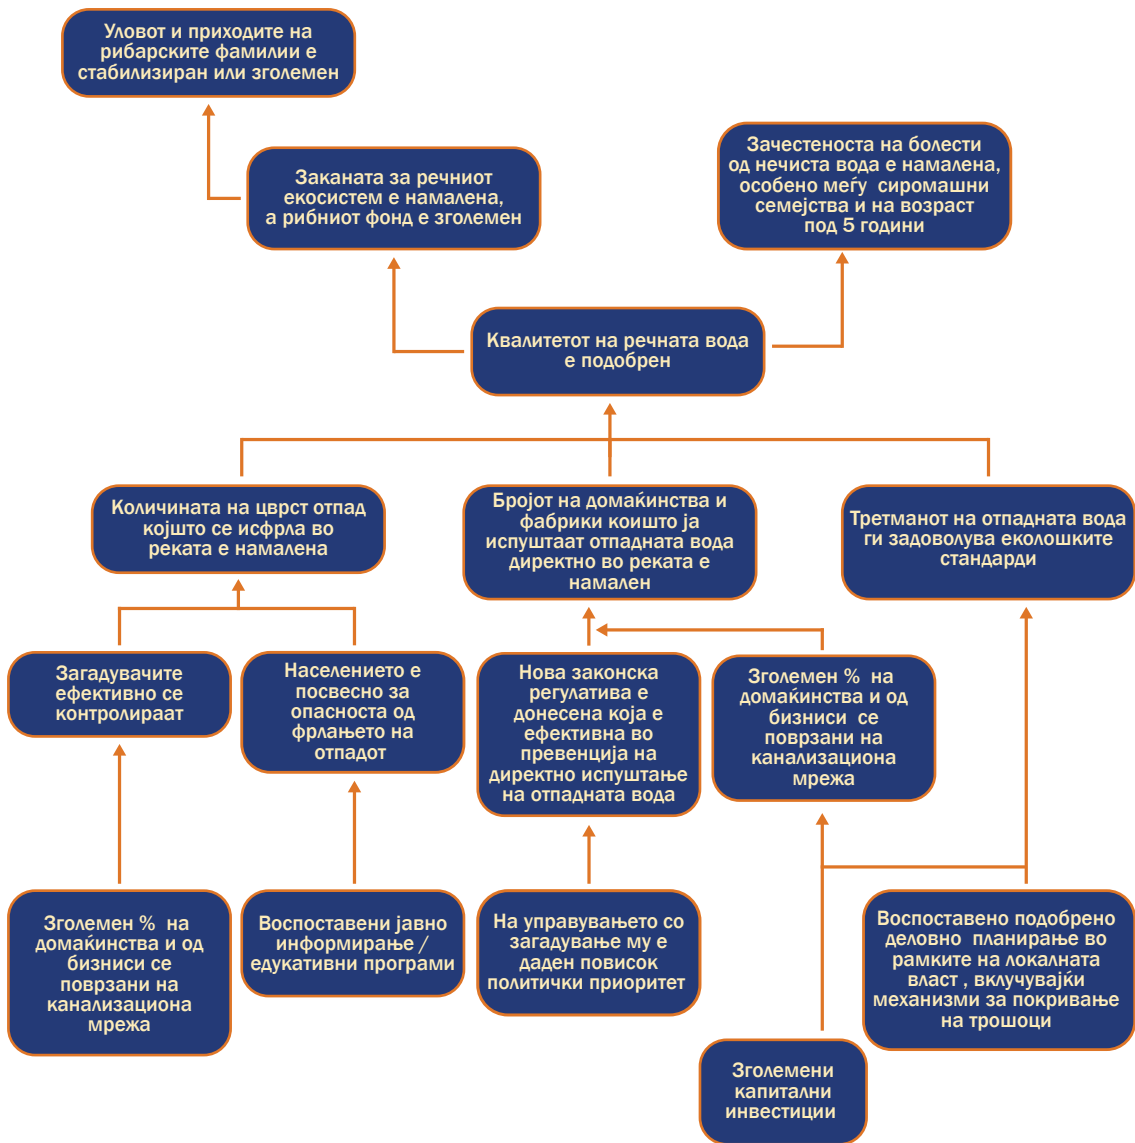 Уловот и приходите на
рибарските фамилии е
стабилизиран или зголемен
Зачестеноста на болести
од нечиста вода е намалена,
особено меѓу сиромашни
семејства и на возраст
под 5 години
Заканата за речниот
екосистем е намалена,
а рибниот фонд е зголемен
Квалитетот на речната вода
е подобрен
Количината на цврст отпад
којшто се исфрла во
реката е намалена
Бројот на домаќинства и
фабрики коишто ја
испуштаат отпадната вода
директно во реката е
намален
Третманот на отпадната вода
ги задоволува еколошките
стандарди
Загадувачите
ефективно се
контролираат
Населението е
посвесно за
опасноста од
фрлањето на
отпадот
Нова законска
регулатива е
донесена која е
ефективна во
превенција на
директно испуштање
на отпадната вода
Зголемен % на
домаќинства и од
бизниси се
поврзани на
канализациона
мрежа
Зголемен % на
домаќинства и од
бизниси се
поврзани на
канализациона
мрежа
Воспоставени јавно
информирање /
едукативни програми
На управувањето со
загадување му е
даден повисок
политички приоритет
Воспоставено подобрено
деловно планирање во
рамките на локалната
власт , вклучувајќи
механизми за покривање
на трошоци
Зголемени
капитални
инвестиции